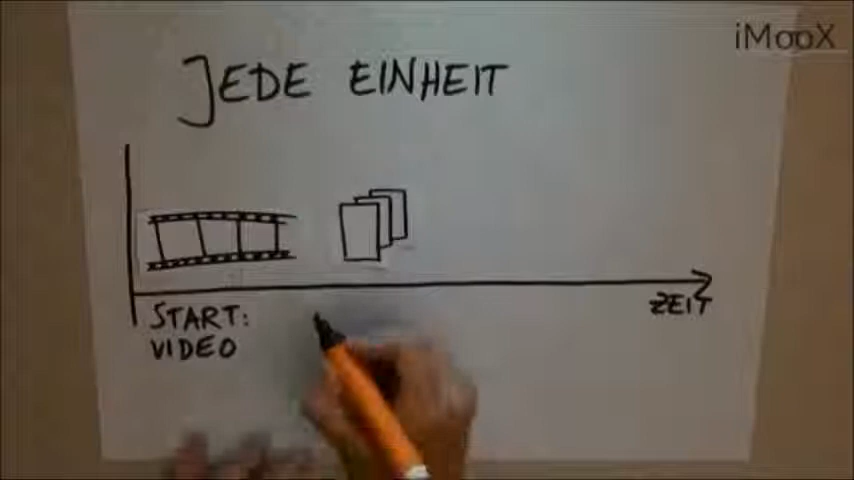 iMooX
JEDE EINHEIT
ZEIT
START:
VIDEO